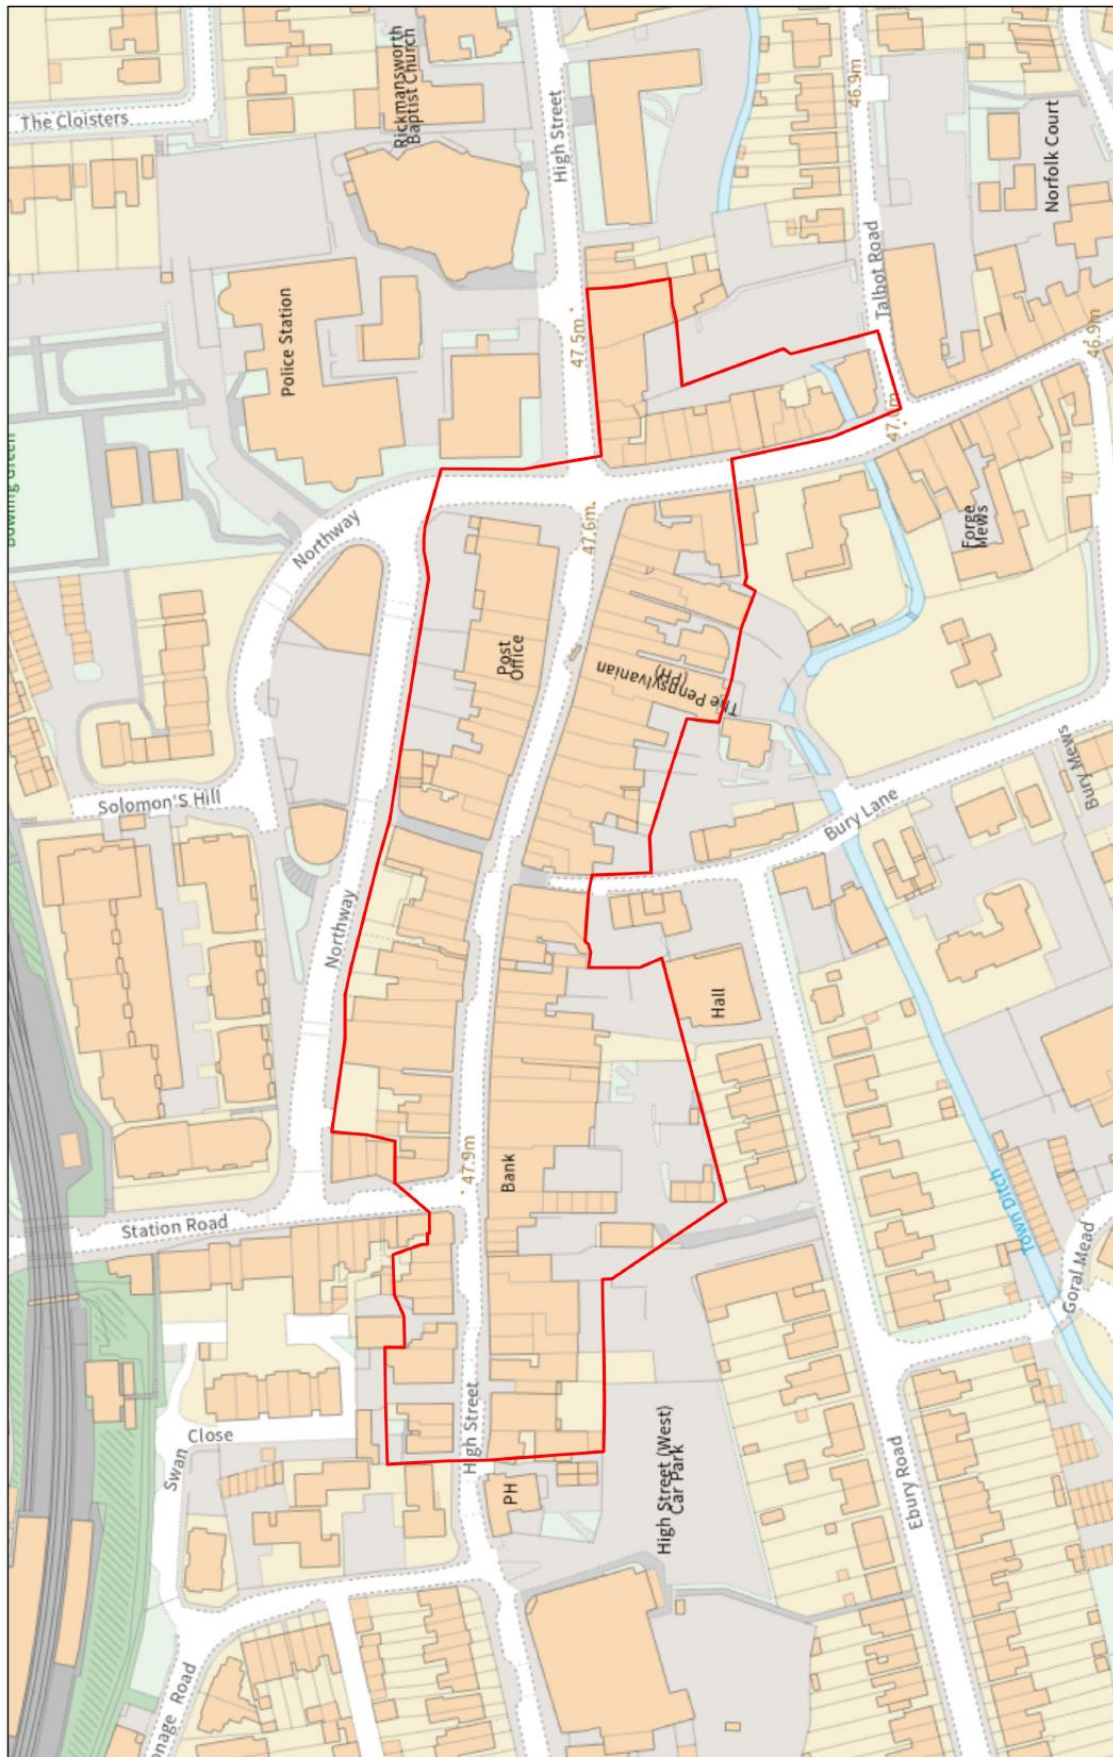 The Cloisters
Rickmansworth
Baptist Church
High Street
46.9m
Norfolk Court
Talbot Road
Police Station
47.5m
46.9m
Bowling Green
Northway
47.6m
Forge
Mews
Post
Office
The Pennsylvanian
(PH)
Solomon'S Hill
Bury Lane
Bury Mews
Northway
Hall
47.9m
Bank
Station Road
Town Ditch
Goral Mead
High Street
Swan
Close
PH
High Street (West)
Car Park
Ebury Road
onage Road